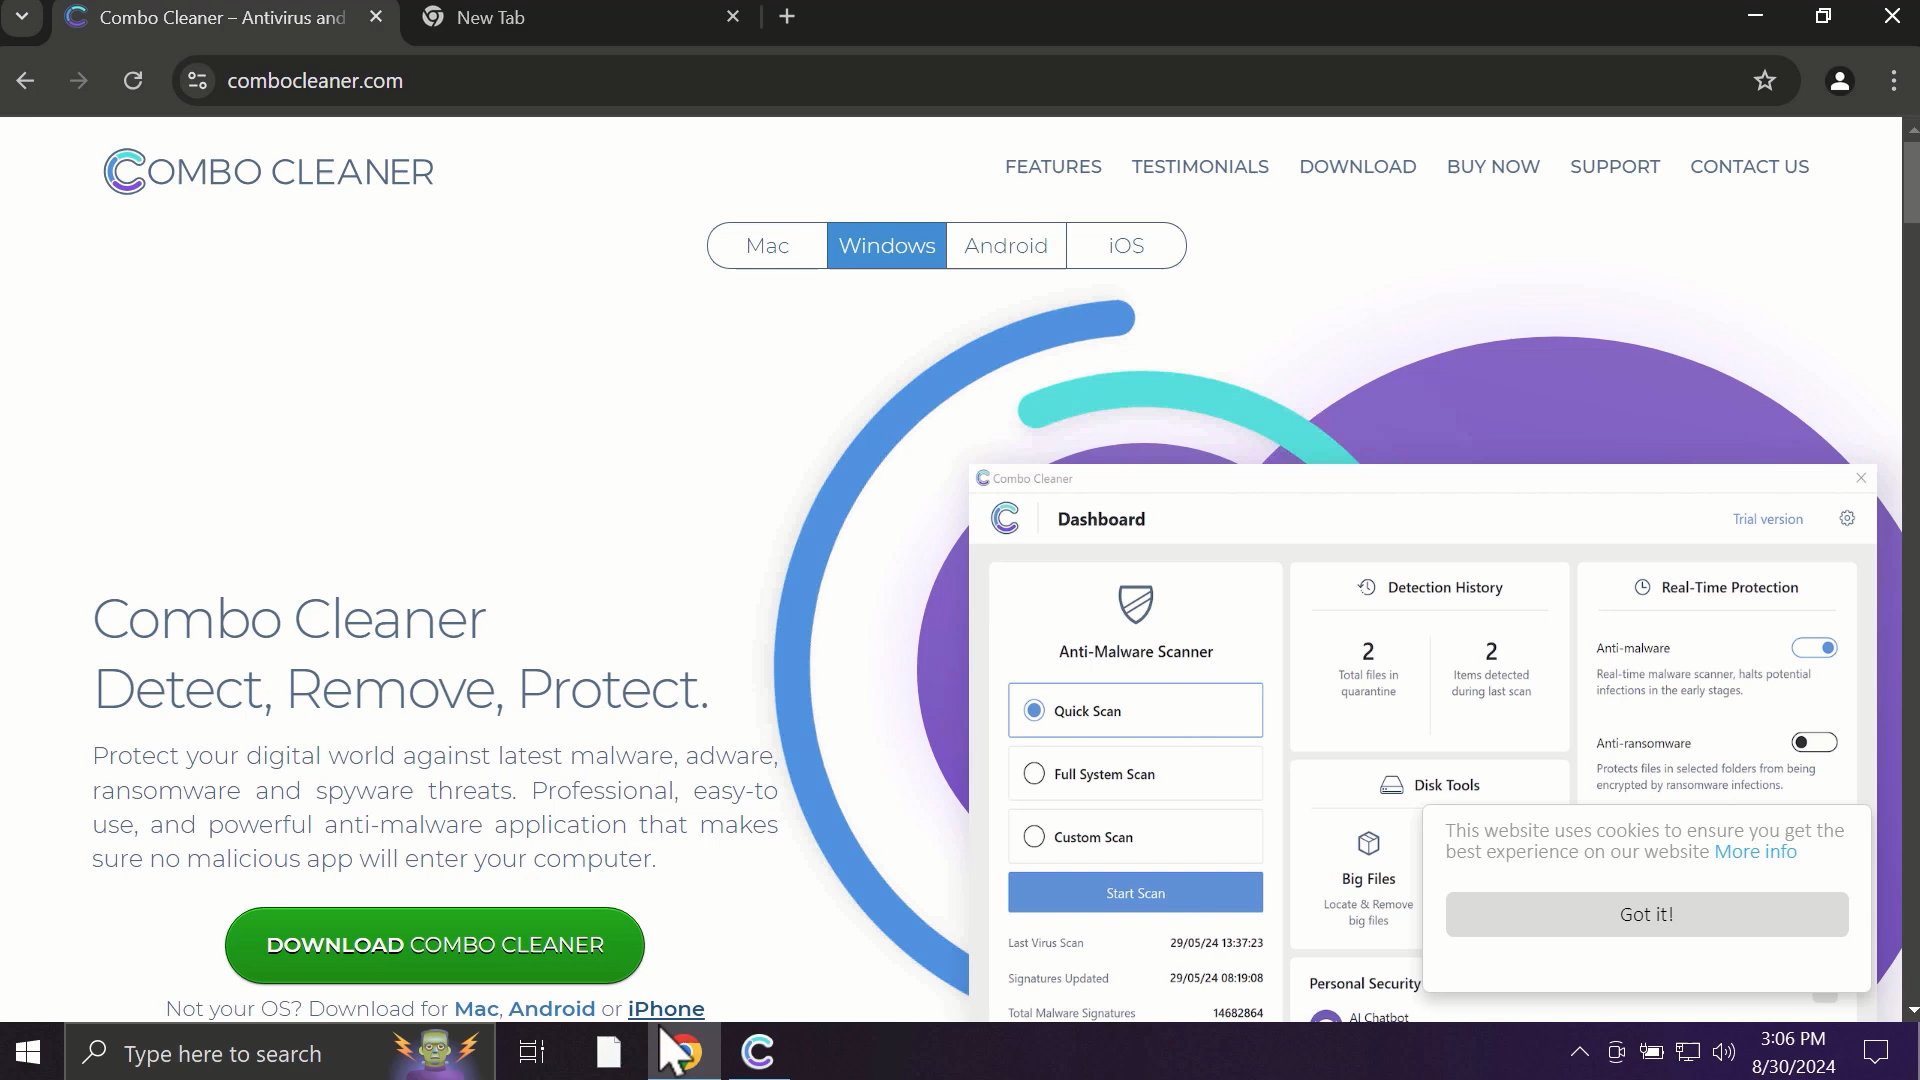 Combo Cleaner – Antivirus and
New Tab
combocleaner.com
COMBO CLEANER
FEATURES
TESTIMONIALS
DOWNLOAD
BUY NOW
SUPPORT
CONTACT US
Mac
Windows
Android
iOS
Combo Cleaner
Detect, Remove, Protect.
Protect your digital world against latest malware, adware,
ransomware and spyware threats. Professional, easy-to
use, and powerful anti-malware application that makes
sure no malicious app will enter your computer.
DOWNLOAD COMBO CLEANER
Not your OS? Download for Mac, Android or iPhone
Combo Cleaner
Dashboard
Trial version
Anti-Malware Scanner
Quick Scan
Full System Scan
Custom Scan
Start Scan
Last Virus Scan 29/05/24 13:37:23
Signatures Updated 29/05/24 08:19:08
Total Malware Signatures 14682864
Detection History
2
Total files in
quarantine
2
Items detected
during last scan
Real-Time Protection
Anti-malware
Real-time malware scanner, halts potential
infections in the early stages.
Anti-ransomware
Protects files in selected folders from being
encrypted by ransomware infections.
Disk Tools
Big Files
Locate & Remove
big files
Personal Security
AI Chatbot
This website uses cookies to ensure you get the
best experience on our website More info
Got it!
Type here to search
3:06 PM
8/30/2024